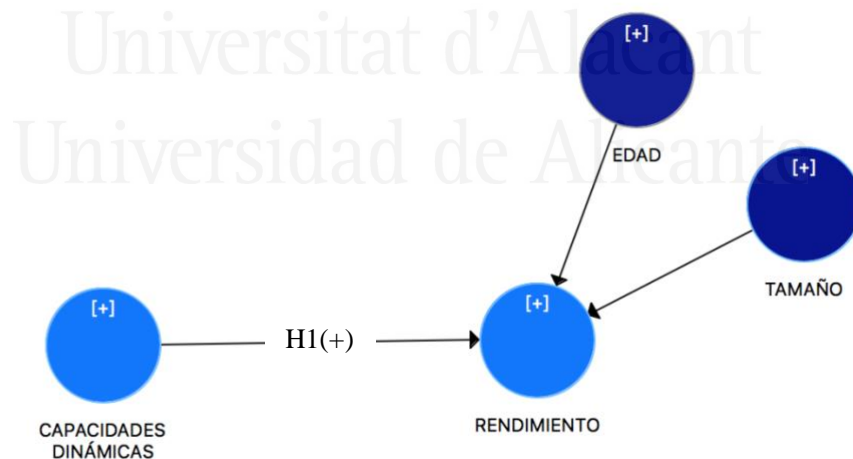 Universitat d'Alacant
Universidad de Alicante
[+]
EDAD
[+]
TAMAÑO
[+]
H1(+)
[+]
CAPACIDADES
DINÁMICAS
RENDIMIENTO